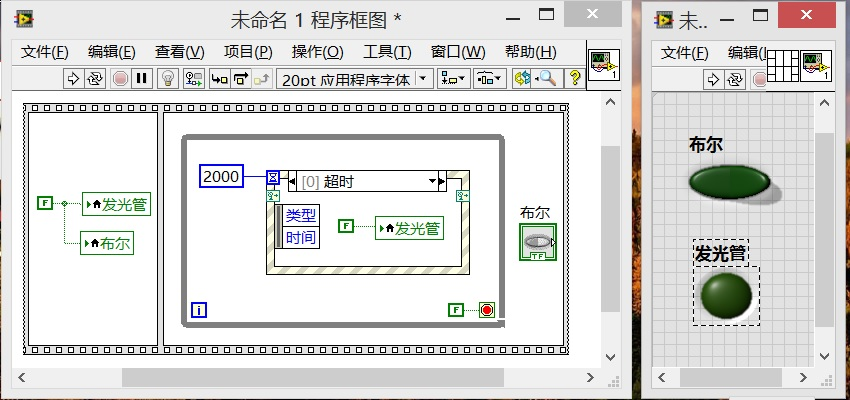 未命名 1 程序框图 *
文件(F) 编辑(E) 查看(V) 项目(P) 操作(O) 工具(T) 窗口(W) 帮助(H)
20pt 应用程序字体
?
1
2000
[0] 超时
F
发光管
布尔
类型
时间
F
发光管
布尔
TF
i
F
未..
文件(F) 编辑(
1
布尔
发光管